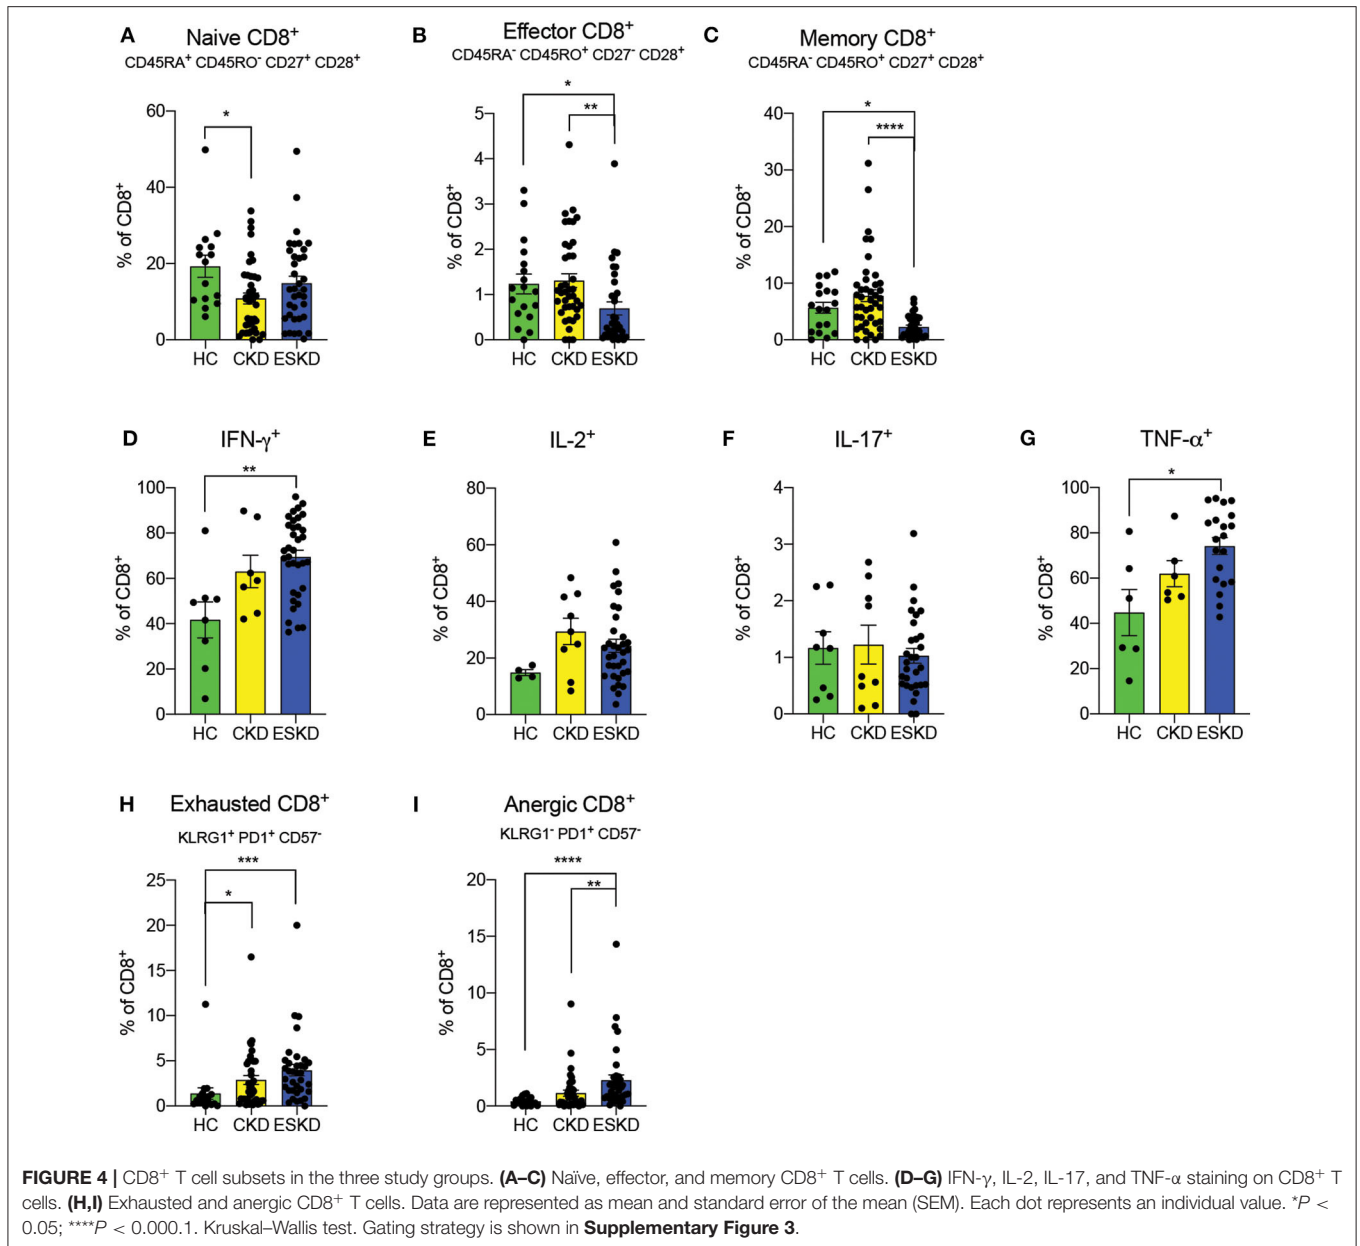 A
Naive CD8+
CD45RA+ CD45RO- CD27+ CD28+
*
60
40
20
0
% of CD8+
HC CKD ESKD
B
Effector CD8+
CD45RA- CD45RO+ CD27- CD28+
*
**
5
4
3
2
1
0
% of CD8+
HC CKD ESKD
C
Memory CD8+
CD45RA- CD45RO+ CD27+ CD28+
*
****
40
30
20
10
0
% of CD8+
HC CKD ESKD
D
IFN-γ+
**
100
80
60
40
20
0
% of CD8+
HC CKD ESKD
E
IL-2+
80
60
40
20
0
% of CD8+
HC CKD ESKD
F
IL-17+
4
3
2
1
0
% of CD8+
HC CKD ESKD
G
TNF-α+
*
100
80
60
40
20
0
% of CD8+
HC CKD ESKD
H
Exhausted CD8+
KLRG1+ PD1+ CD57-
***
*
25
20
15
10
5
0
% of CD8+
HC CKD ESKD
I
Anergic CD8+
KLRG1- PD1+ CD57-
****
**
20
15
10
5
0
% of CD8+
HC CKD ESKD
FIGURE 4 | CD8+ T cell subsets in the three study groups. (A–C) Naïve, effector, and memory CD8+ T cells. (D–G) IFN-γ, IL-2, IL-17, and TNF-α staining on CD8+ T
cells. (H,I) Exhausted and anergic CD8+ T cells. Data are represented as mean and standard error of the mean (SEM). Each dot represents an individual value. *P <
0.05; ****P < 0.000.1. Kruskal–Wallis test. Gating strategy is shown in Supplementary Figure 3.